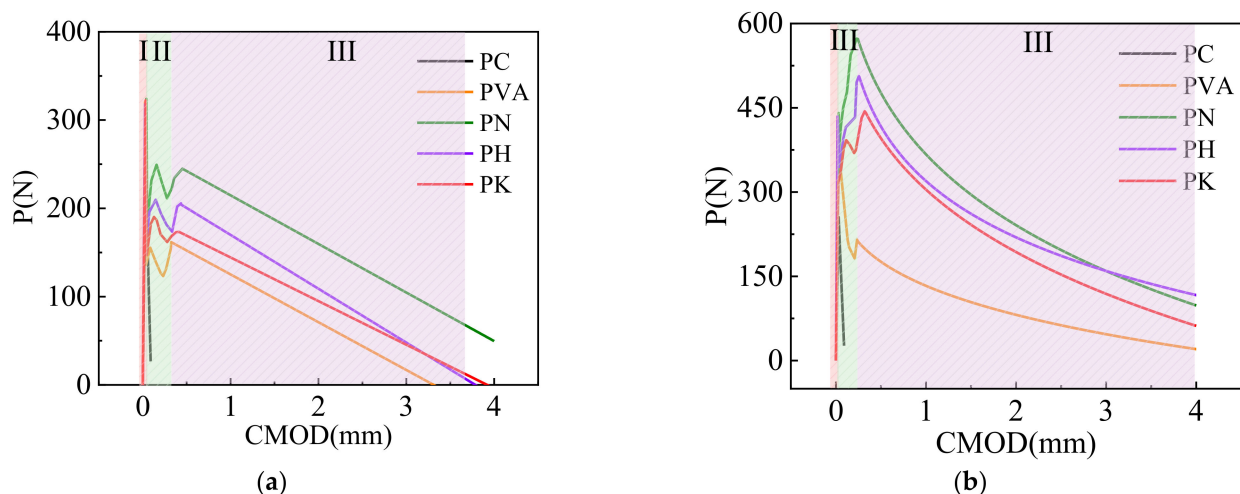 400
300
200
100
0
P(N)
I II III
PC
PVA
PN
PH
PK
0 1 2 3 4
CMOD(mm)
(a)
600
450
300
150
0
P(N)
III III
PC
PVA
PN
PH
PK
0 1 2 3 4
CMOD(mm)
(b)